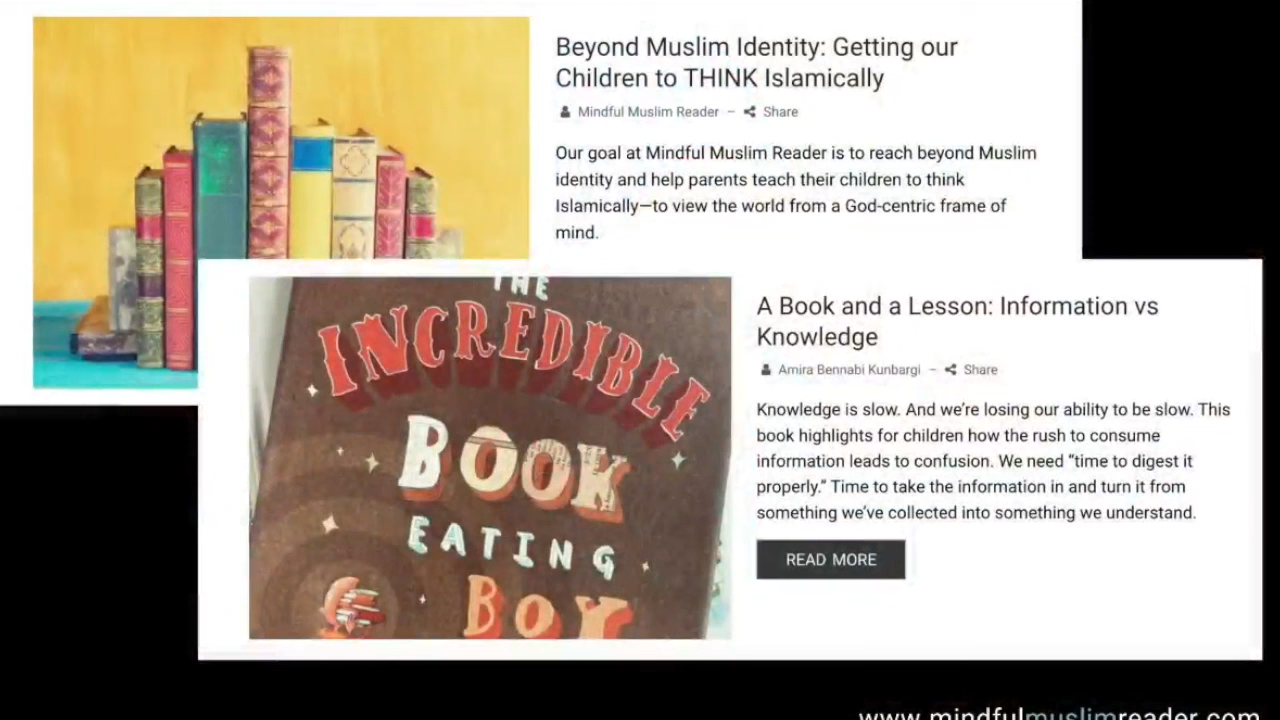 Beyond Muslim Identity: Getting our
Children to THINK Islamically
Mindful Muslim Reader – Share
Our goal at Mindful Muslim Reader is to reach beyond Muslim
identity and help parents teach their children to think
Islamically—to view the world from a God-centric frame of
mind.
THE
INCREDIBLE
BOOK
EATING
BOY
A Book and a Lesson: Information vs
Knowledge
Amira Bennabi Kunbargi – Share
Knowledge is slow. And we’re losing our ability to be slow. This
book highlights for children how the rush to consume
information leads to confusion. We need “time to digest it
properly.” Time to take the information in and turn it from
something we’ve collected into something we understand.
READ MORE
www.mindfulmuslimreader.com